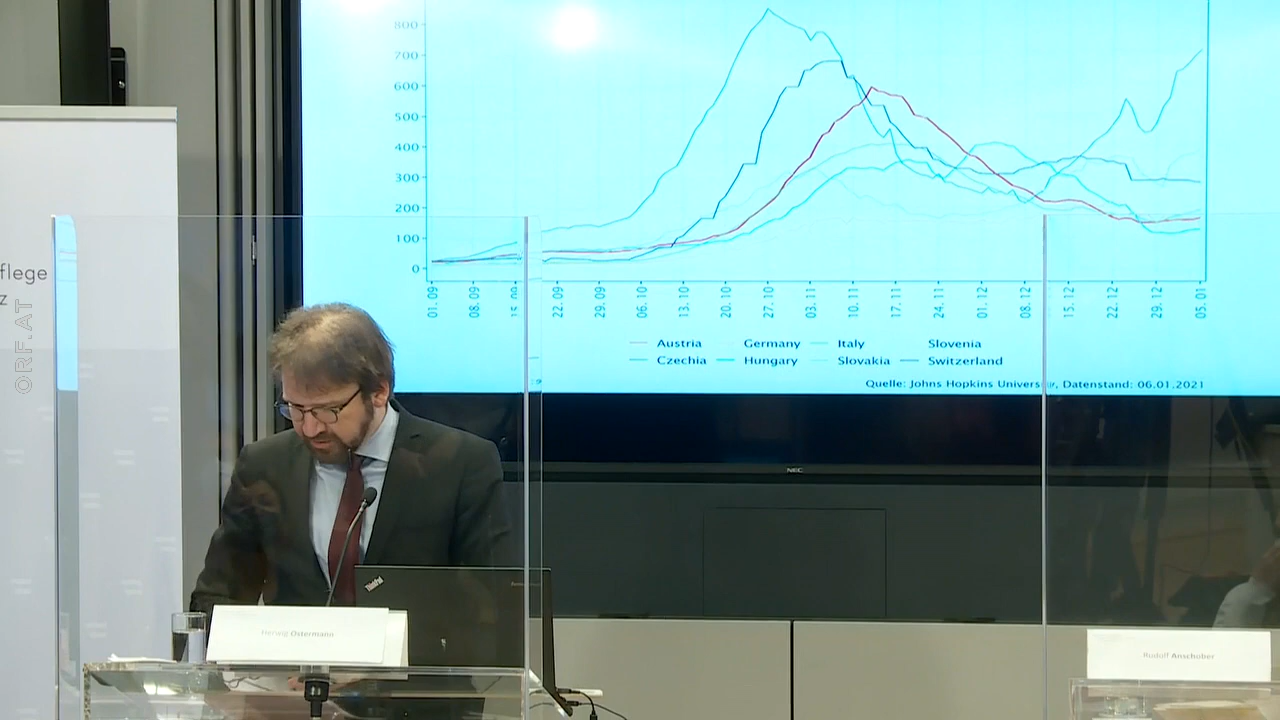 800
700
600
500
400
300
200
100
0
01.09
08.09
22.09
29.09
06.10
13.10
20.10
27.10
03.11
10.11
17.11
24.11
01.12
08.12
15.12
22.12
29.12
05.01
Austria Germany Italy Slovenia
Czechia Hungary Slovakia Switzerland
Quelle: Johns Hopkins University, Datenstand: 06.01.2021
NEC
flege
z
ORF.AT
ThinkPad
Herwig Ostermann
Rudolf Anschober